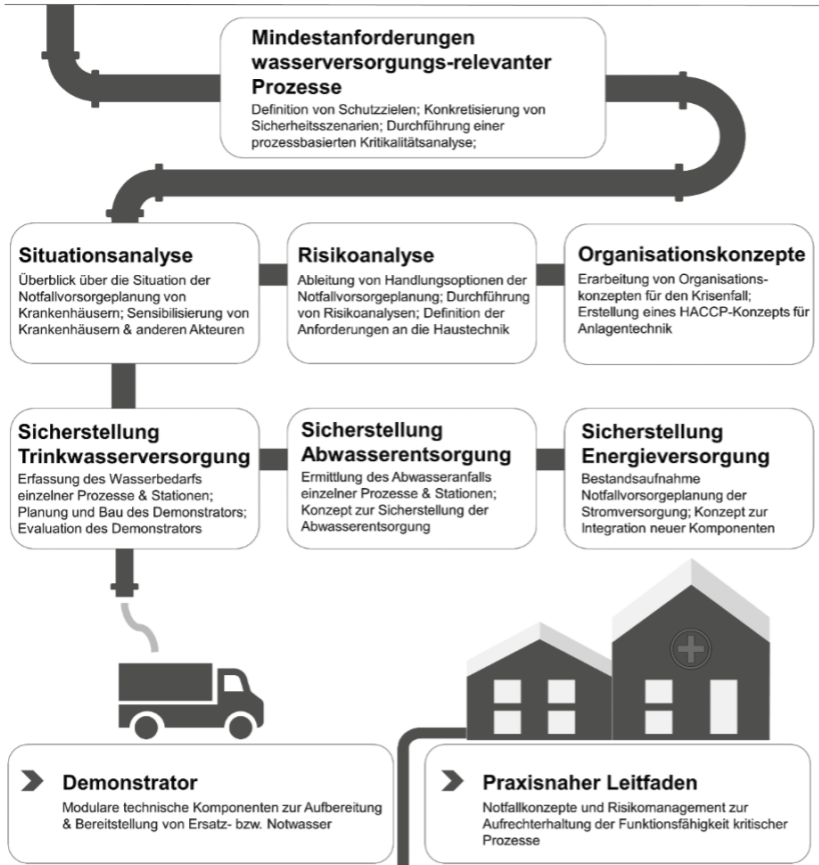 Mindestanforderungen
wasserversorgungs-relevanter
Prozesse
Definition von Schutzzielen; Konkretisierung von
Sicherheitsszenarien; Durchführung einer
prozessbasierten Kritikalitätsanalyse;
Situationsanalyse
Überblick über die Situation der
Notfallvorsorgeplanung von
Krankenhäusern; Sensibilisierung von
Krankenhäusern & anderen Akteuren
Risikoanalyse
Ableitung von Handlungsoptionen der
Notfallvorsorgeplanung; Durchführung
von Risikoanalysen; Definition der
Anforderungen an die Haustechnik
Organisationskonzepte
Erarbeitung von Organisations-
konzepten für den Krisenfall;
Erstellung eines HACCP-Konzepts für
Anlagentechnik
Sicherstellung
Trinkwasserversorgung
Erfassung des Wasserbedarfs
einzelner Prozesse & Stationen;
Planung und Bau des Demonstrators;
Evaluation des Demonstrators
Sicherstellung
Abwasserentsorgung
Ermittlung des Abwasseranfalls
einzelner Prozesse & Stationen;
Konzept zur Sicherstellung der
Abwasserentsorgung
Sicherstellung
Energieversorgung
Bestandsaufnahme
Notfallvorsorgeplanung der
Stromversorgung; Konzept zur
Integration neuer Komponenten
Demonstrator
Modulare technische Komponenten zur Aufbereitung
& Bereitstellung von Ersatz- bzw. Notwasser
Praxisnaher Leitfaden
Notfallkonzepte und Risikomanagement zur
Aufrechterhaltung der Funktionsfähigkeit kritischer
Prozesse